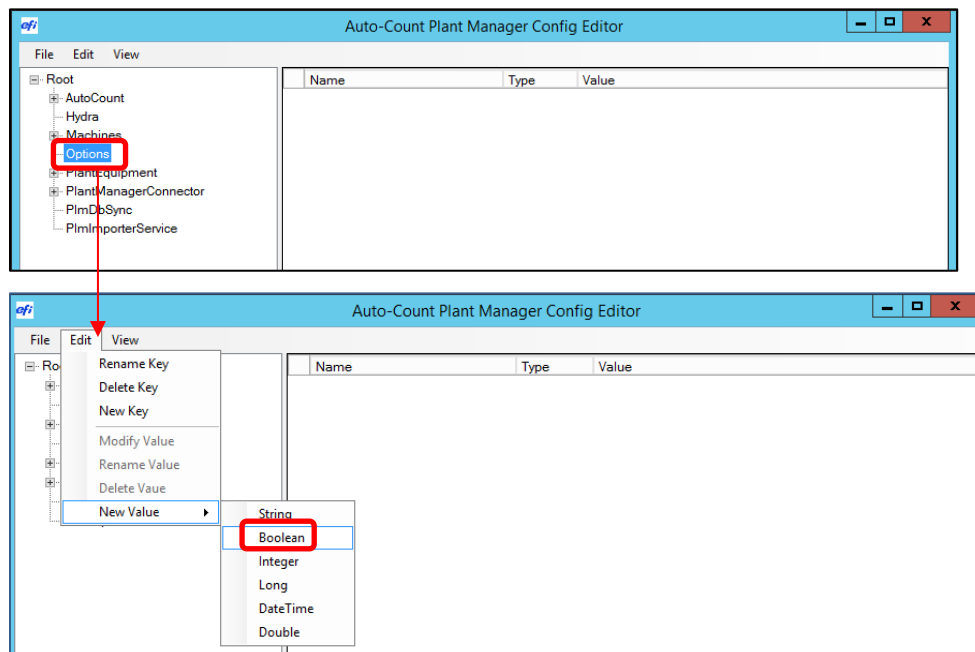 efi Auto-Count Plant Manager Config Editor
File Edit View
Root
AutoCount
Hydra
Machines
Options
PlantEquipment
PlantManagerConnector
PlmDbSync
PlmImporterService
Name Type Value
efi Auto-Count Plant Manager Config Editor
File Edit View
Ro
Rename Key
Delete Key
New Key
Modify Value
Rename Value
Delete Vaue
New Value
String
Boolean
Integer
Long
DateTime
Double
Name Type Value